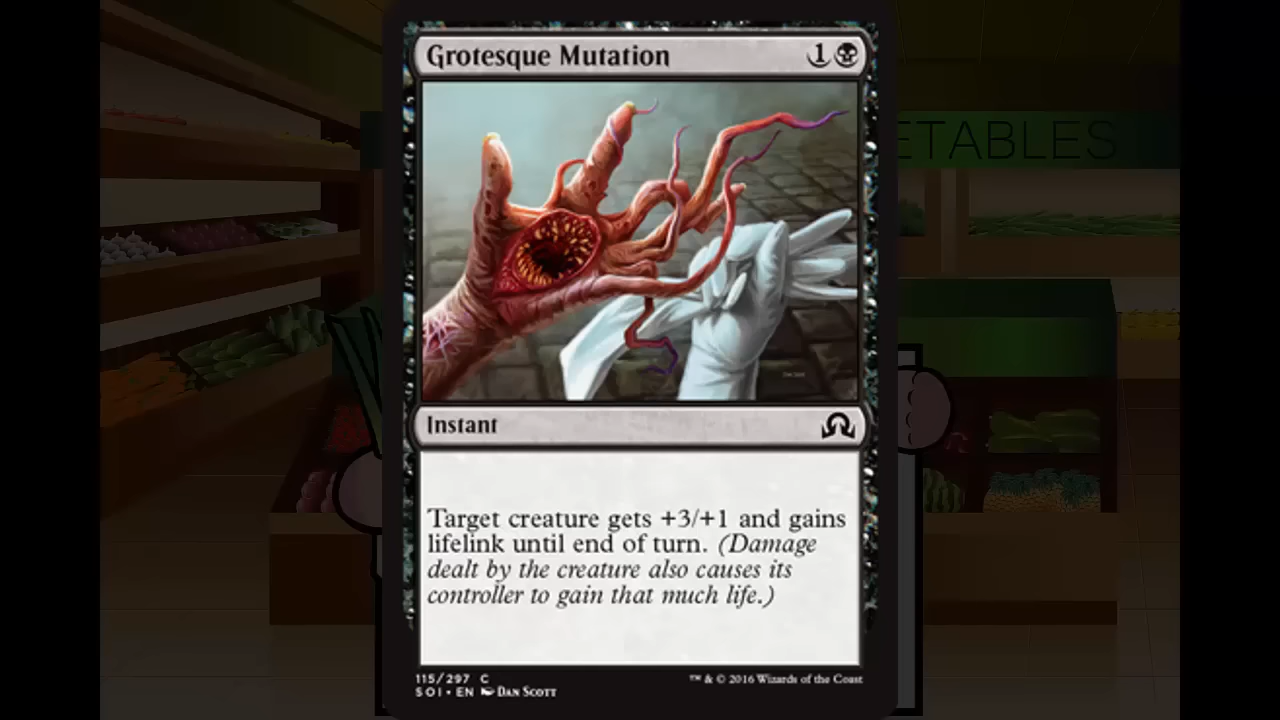 Grotesque Mutation
1
ETABLES
Instant
Target creature gets +3/+1 and gains
lifelink until end of turn. (Damage
dealt by the creature also causes its
controller to gain that much life.)
115/297 C
SOI • EN Dan Scott
™ & © 2016 Wizards of the Coast